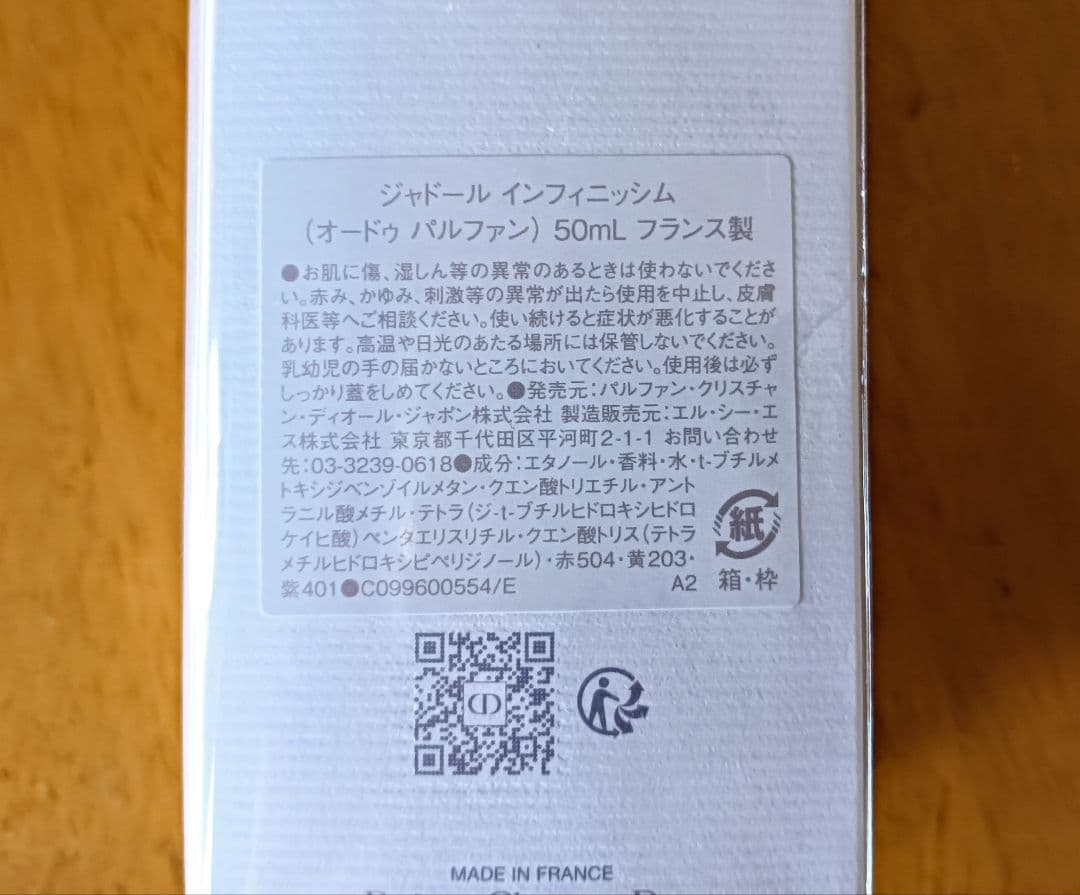 ジャドール インフィニッシム
(オードゥ パルファン) 50mL フランス製
●お肌に傷、湿しん等の異常のあるときは使わないでくださ
い。赤み、かゆみ、刺激等の異常が出たら使用を中止し、皮膚
科医等へご相談ください。使い続けると症状が悪化することが
あります。高温や日光のあたる場所には保管しないでください。
乳幼児の手の届かないところにおいてください。使用後は必ず
しっかり蓋をしめてください。●発売元:パルファン・クリスチャ
ン・ディオール・ジャポン株式会社 製造販売元:エル・シー・エ
ス株式会社 東京都千代田区平河町2-1-1 お問い合わせ
先:03-3239-0618●成分:エタノール・香料・水・t-ブチルメ
トキシジベンゾイルメタン・クエン酸トリエチル・アント
ラニル酸メチル・テトラ(ジ-t-ブチルヒドロキシヒドロ
ケイヒ酸)ペンタエリスリチル・クエン酸トリス(テトラ
メチルヒドロキシピペリジノール)・赤504・黄203・
紫401●C099600554/E
A2
紙
箱・枠
CD
MADE IN FRANCE